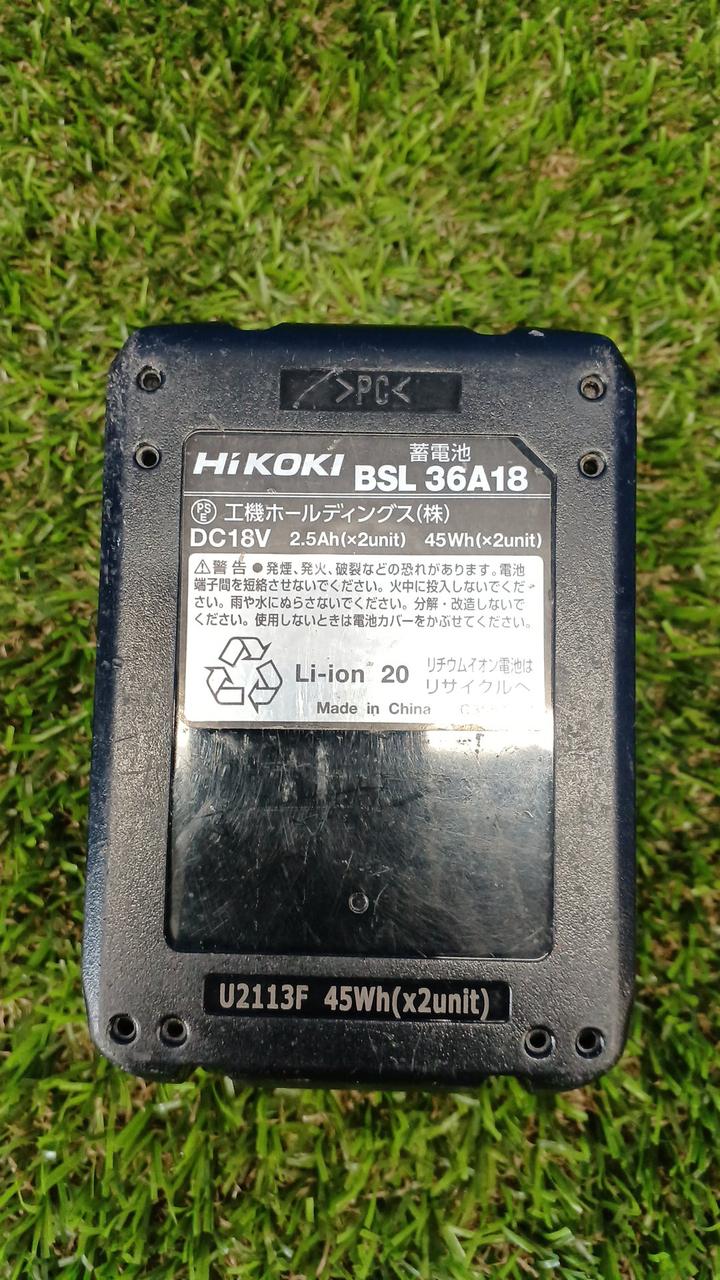 >PC<
HiKOKI 蓄電池
BSL 36A18
PSE 工機ホールディングス(株)
DC18V 2.5Ah(×2unit) 45Wh(×2unit)
⚠警告 ●発煙、発火、破裂などの恐れがあります。電池
端子間を短絡させないでください。火中に投入しないでくだ
さい。雨や水にぬらさないでください。分解・改造しないで
ください。使用しないときは電池カバーをかぶせてください。
Li-ion 20 リチウムイオン電池は
リサイクルへ
Made in China
U2113F 45Wh(x2unit)